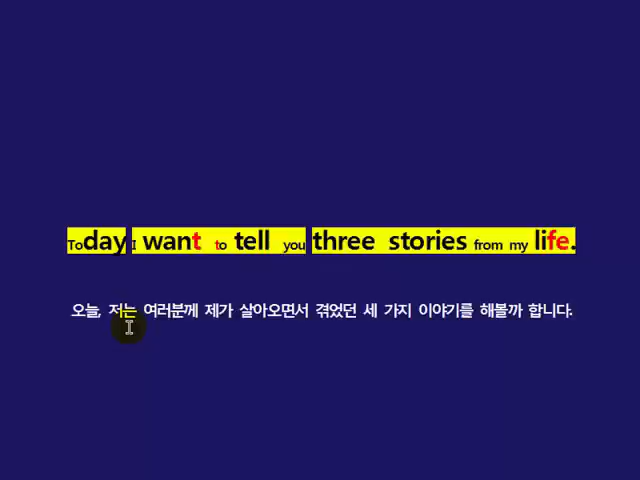 Today I want to tell you three stories from my life.
오늘, 저는 여러분께 제가 살아오면서 겪었던 세 가지 이야기를 해볼까 합니다.